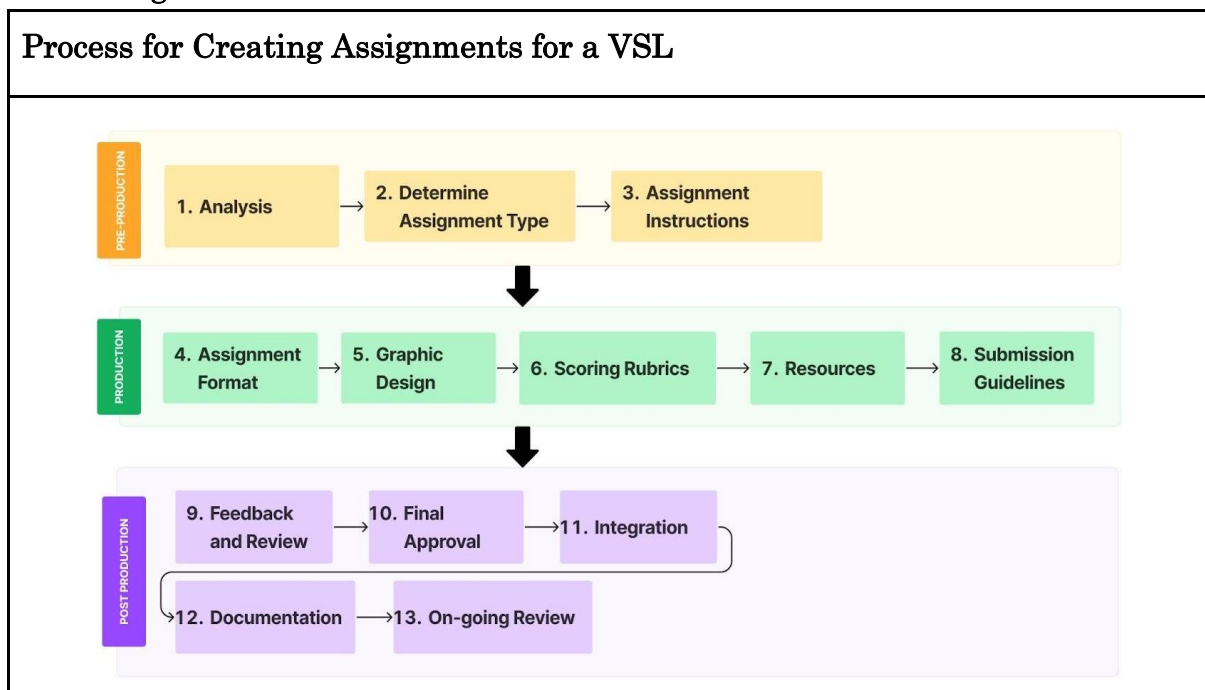 Process for Creating Assignments for a VSL
PRE-PRODUCTION
1. Analysis
2. Determine
Assignment Type
3. Assignment
Instructions
PRODUCTION
4. Assignment
Format
5. Graphic
Design
6. Scoring Rubrics
7. Resources
8. Submission
Guidelines
POST PRODUCTION
9. Feedback
and Review
10. Final
Approval
11. Integration
12. Documentation
13. On-going Review